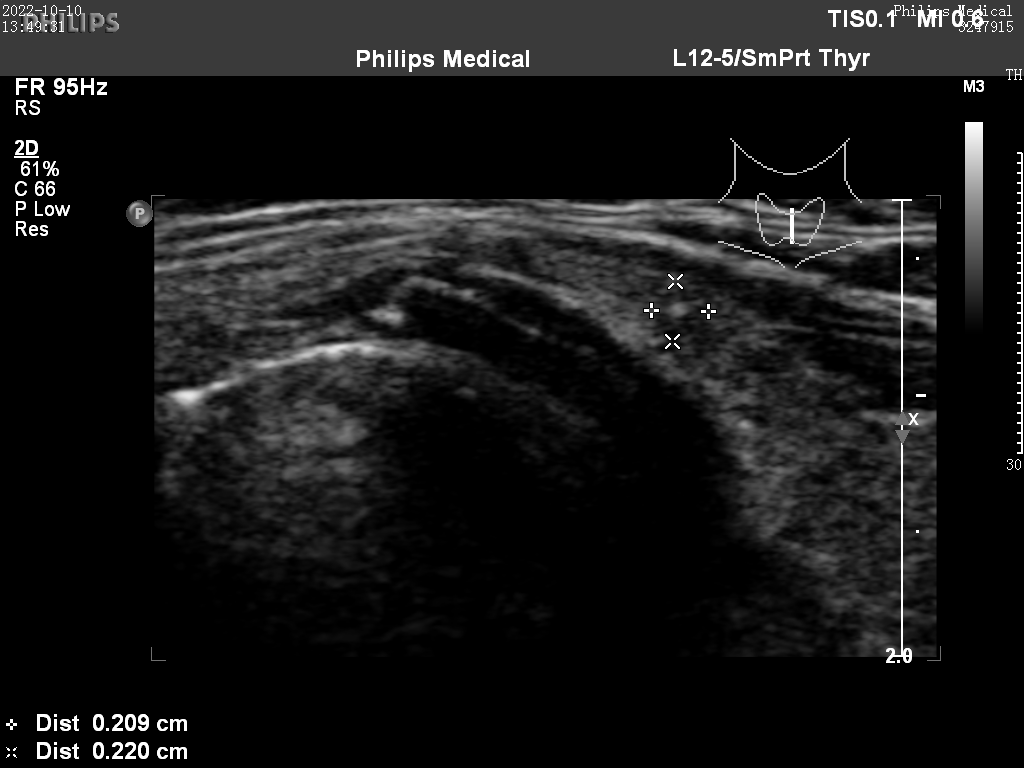 2022-10-10
13:49:31
PHILIPS
TIS0.1 MI 0.6
Philips Medical
3247915
Philips Medical
L12-5/SmPrt Thyr
TH
FR 95Hz
RS
M3
2D
61%
C 66
P Low
Res
P
X
30
2.0
Dist 0.209 cm
Dist 0.220 cm